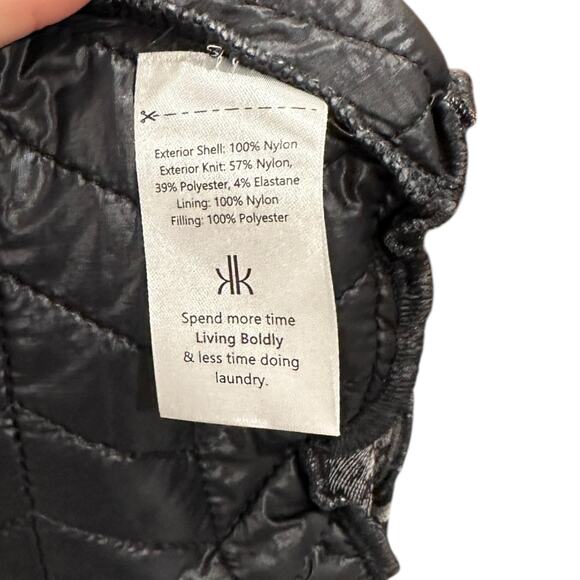 Exterior Shell: 100% Nylon
Exterior Knit: 57% Nylon,
39% Polyester, 4% Elastane
Lining: 100% Nylon
Filling: 100% Polyester
Spend more time
Living Boldly
& less time doing
laundry.